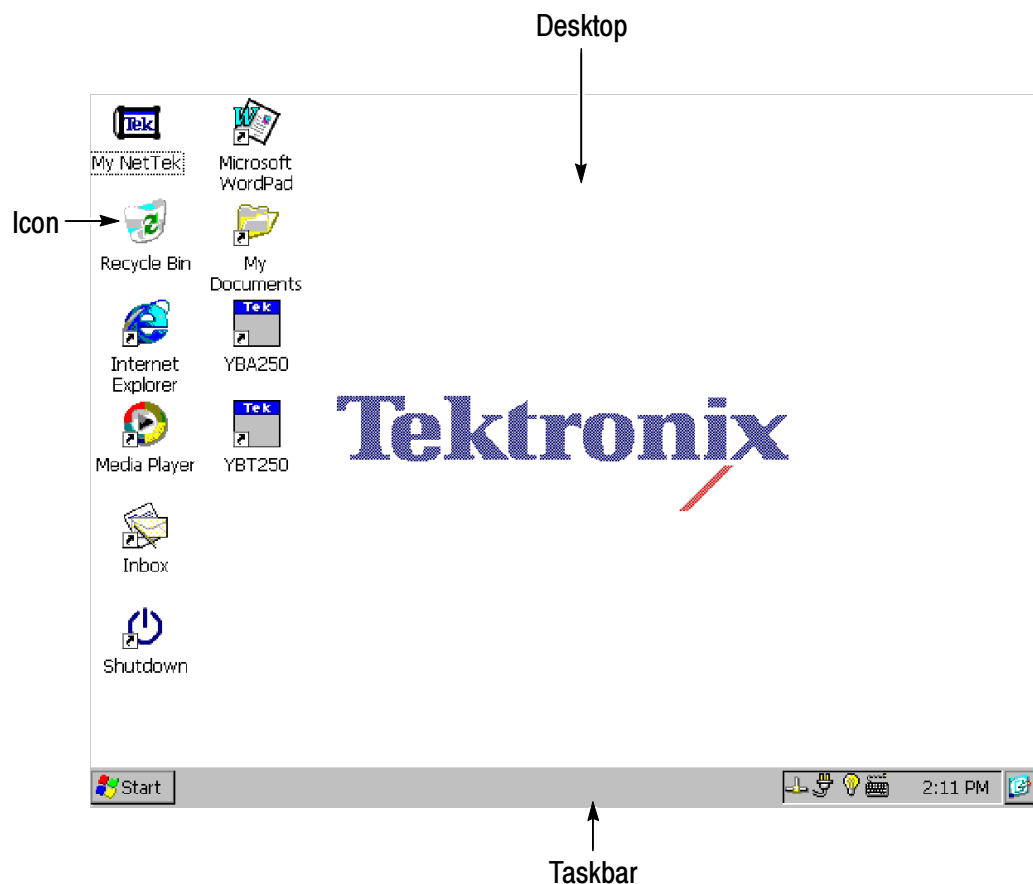 Desktop
Tek
My NetTek
W
Microsoft
WordPad
Icon
Recycle Bin
My
Documents
Internet
Explorer
Tek
YBA250
Media Player
Tek
YBT250
Tektronix
Inbox
Shutdown
Start
2:11 PM
Taskbar